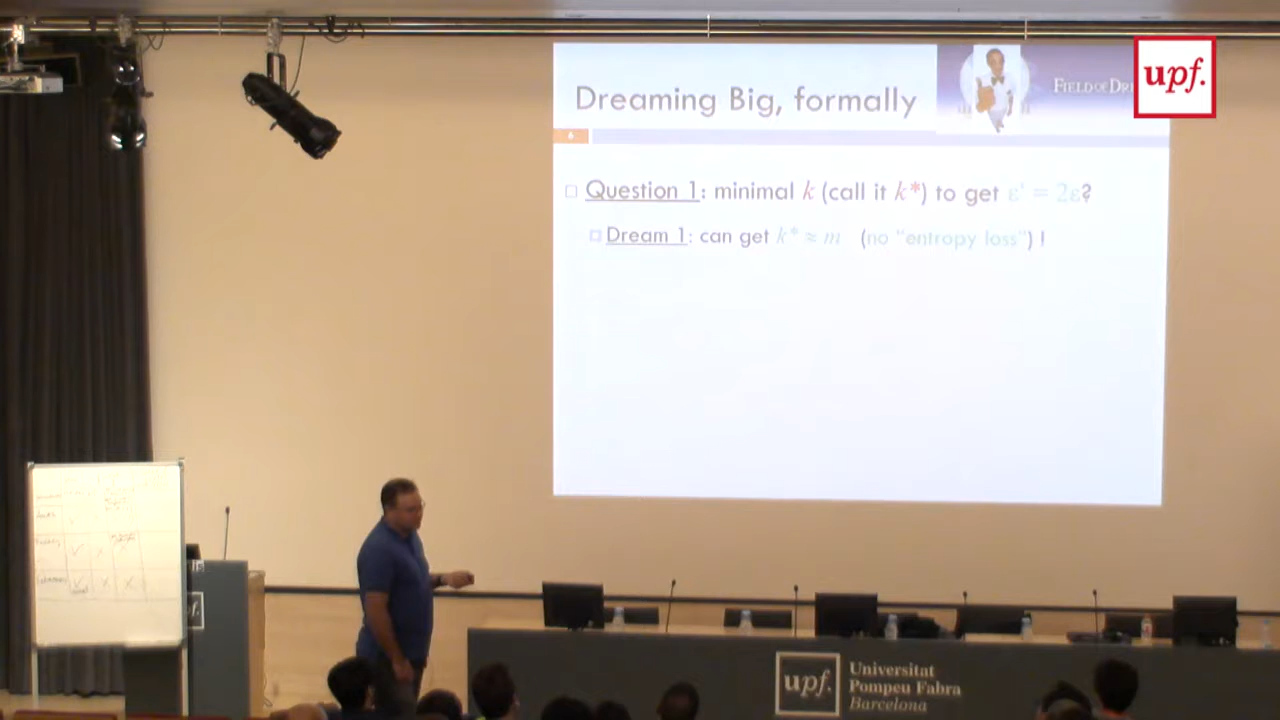 Dreaming Big, formally
FIELD OF DRE
upf.
6
Question 1: minimal k (call it k*) to get ε' = 2ε?
Dream 1: can get k* ≈ m (no "entropy loss") !
upf.
Universitat
Pompeu Fabra
Barcelona